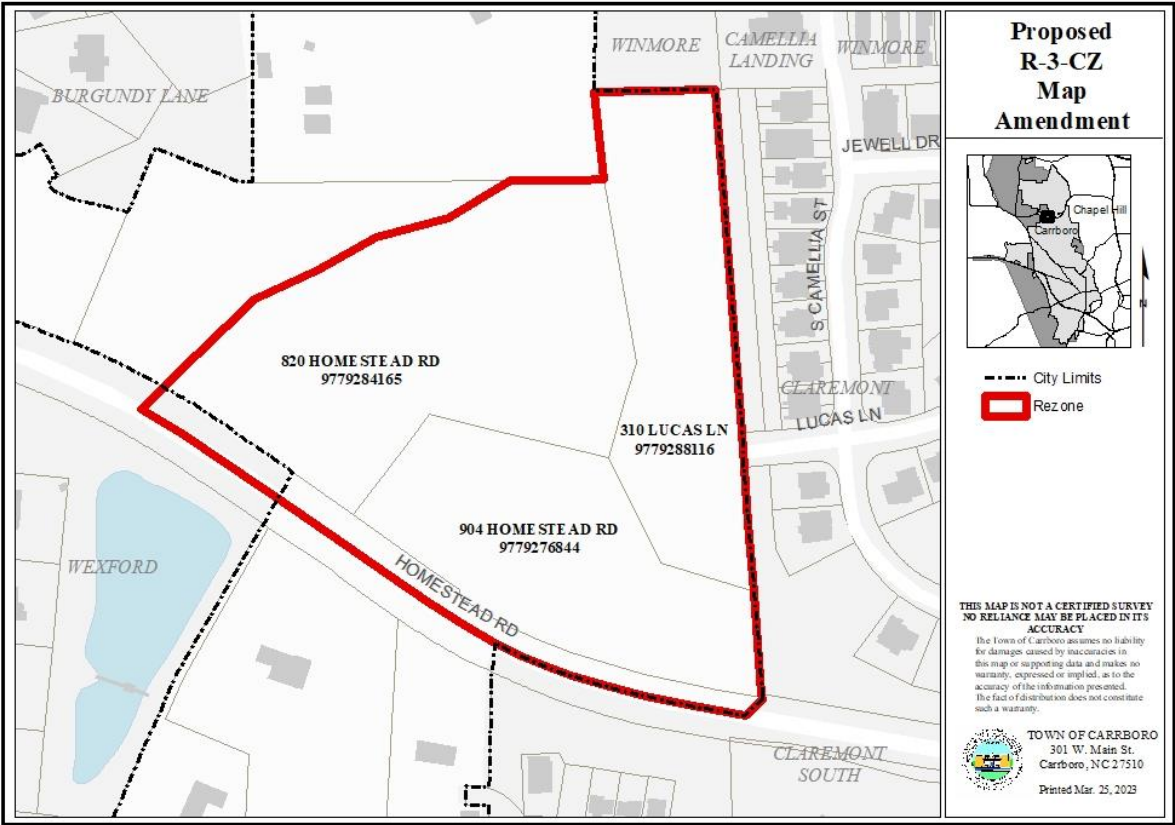 WINMORE
CAMELLIA
LANDING
WINMORE
BURGUNDY LANE
JEWELL DR
S CAMELLIA ST
820 HOMESTEAD RD
9779284165
CLAREMONT
310 LUCAS LN
9779288116
LUCAS LN
904 HOMESTEAD RD
9779276844
WEXFORD
HOMESTEAD RD
CLAREMONT
SOUTH
Proposed
R-3-CZ
Map
Amendment
Chapel Hill
Carrboro
N
City Limits
Rezone
THIS MAP IS NOT A CERTIFIED SURVEY
NO RELIANCE MAY BE PLACED IN ITS
ACCURACY
The Town of Carrboro assumes no liability
for damages caused by inaccuracies in
this map or supporting data and makes no
warranty, expressed or implied, as to the
accuracy of the information presented.
The fact of distribution does not constitute
such a warranty.
TOWN OF CARRBORO
301 W. Main St.
Carrboro, NC 27510
Printed Mar. 25, 2023